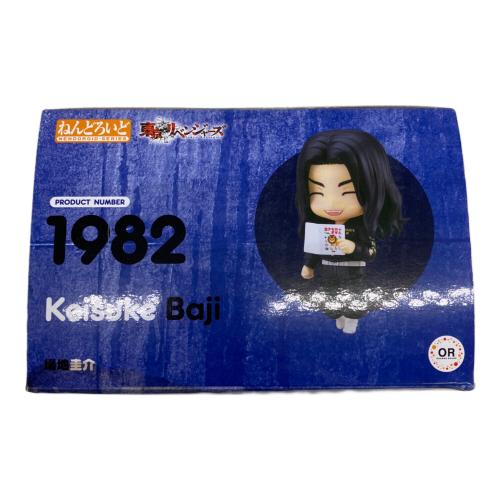 ねんどろいど
NENDOROID SERIES
東京リベンジャーズ
PRODUCT NUMBER
1982
Keisuke Baji
場地圭介
OR